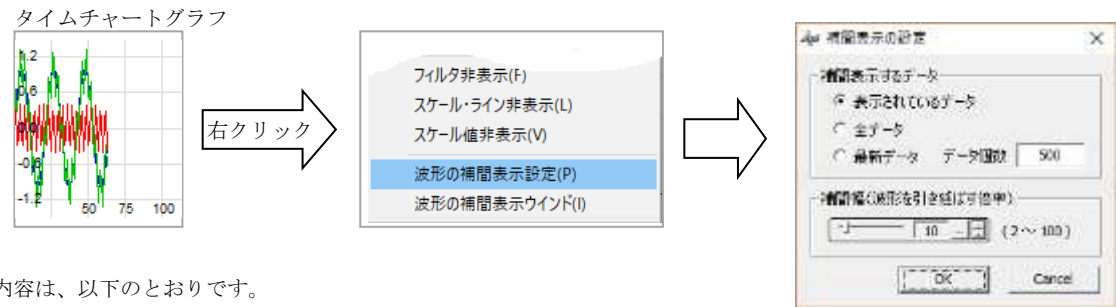 タイムチャートグラフ
1.2
0.6
0.0
-0.6
-1.2
50 75 100
右クリック
フィルタ非表示(F)
スケール・ライン非表示(L)
スケール値非表示(V)
波形の補間表示設定(P)
波形の補間表示ウインド(I)
補間表示の設定
補間表示するデータ
表示されているデータ
全データ
最新データ データ個数 500
補間幅(波形を引き延ばす倍率)
10 (2～100)
OK Cancel
内容は、以下のとおりです。